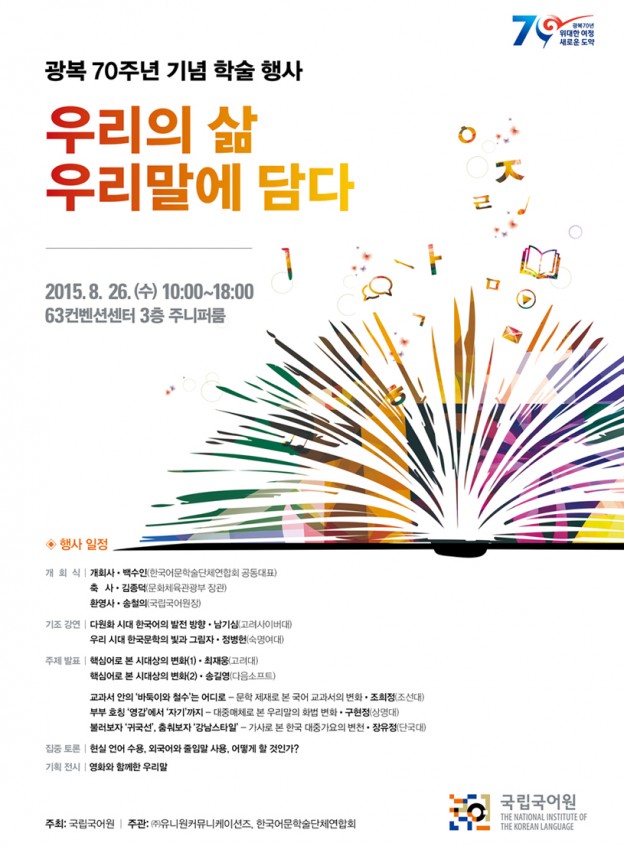 광복70년
위대한 여정
새로운 도약
광복 70주년 기념 학술 행사
우리의 삶
우리말에 담다
2015. 8. 26. (수) 10:00~18:00
63컨벤션센터 3층 주니퍼룸
◈ 행사 일정
개 회 식 | 개회사 • 백수인(한국어문학술단체연합회 공동대표)
축 사 • 김종덕(문화체육관광부 장관)
환영사 • 송철의(국립국어원장)
기조 강연 | 다원화 시대 한국어의 발전 방향 • 남기심(고려사이버대)
우리 시대 한국문학의 빛과 그림자 • 정병헌(숙명여대)
주제 발표 | 핵심어로 본 시대상의 변화(1) • 최재웅(고려대)
핵심어로 본 시대상의 변화(2) • 송길영(다음소프트)
교과서 안의 '바둑이와 철수'는 어디로 – 문학 제재로 본 국어 교과서의 변화 • 조희정(조선대)
부부 호칭 '영감'에서 '자기'까지 – 대중매체로 본 우리말의 화법 변화 • 구현정(상명대)
불러보자 '귀국선', 춤춰보자 '강남스타일' – 가사로 본 한국 대중가요의 변천 • 장유정(단국대)
집중 토론 | 현실 언어 수용, 외국어와 줄임말 사용, 어떻게 할 것인가?
기획 전시 | 영화와 함께한 우리말
주최: 국립국어원 | 주관: ㈜유니원커뮤니케이션즈, 한국어문학술단체연합회
국립국어원
THE NATIONAL INSTITUTE OF
THE KOREAN LANGUAGE